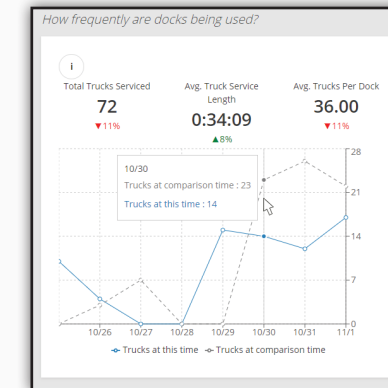 How frequently are docks being used?
i
Total Trucks Serviced
72
▼11%
Avg. Truck Service
Length
0:34:09
▲8%
Avg. Trucks Per Dock
36.00
▼11%
10/30
Trucks at comparison time : 23
Trucks at this time : 14
28
21
14
7
0
10/26 10/27 10/28 10/29 10/30 10/31 11/1
Trucks at this time Trucks at comparison time